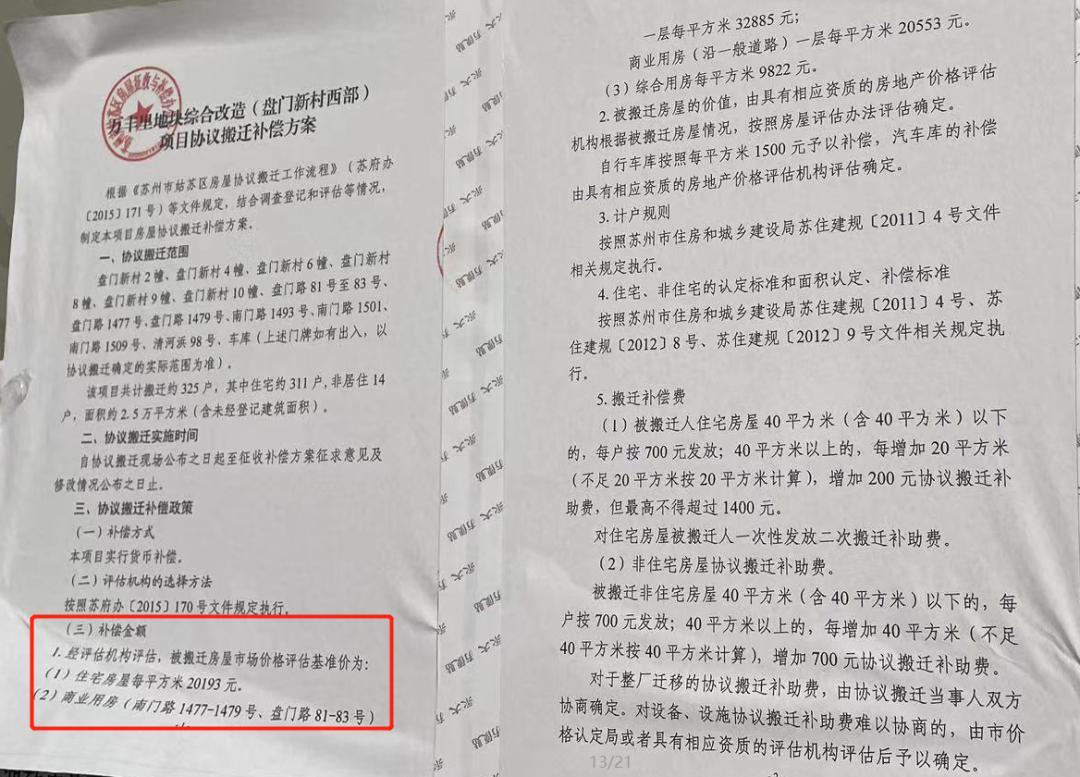 万丰里地块综合改造（盘门新村西部）
项目协议搬迁补偿方案
根据《苏州市姑苏区房屋协议搬迁工作流程》（苏府办
〔2015〕171号）等文件规定，结合调查登记和评估等情况，
制定本项目房屋协议搬迁补偿方案。
一、协议搬迁范围
盘门新村2幢、盘门新村4幢、盘门新村6幢、盘门新村
8幢、盘门新村9幢、盘门新村10幢、盘门路81号至83号、
盘门路1477号、盘门路1479号、南门路1493号、南门路1501、
南门路1509号、清河浜98号、车库（上述门牌如有出入，以
协议搬迁确定的实际范围为准）。
该项目共计搬迁约325户，其中住宅约311户,非居住14
户，面积约2.5万平方米（含未经登记建筑面积）。
二、协议搬迁实施时间
自协议搬迁现场公布之日起至征收补偿方案征求意见及
修改情况公布之日止。
三、协议搬迁补偿政策
（一）补偿方式
本项目实行货币补偿。
（二）评估机构的选择方法
按照苏府办〔2015〕170号文件规定执行。
（三）补偿金额
1.经评估机构评估，被搬迁房屋市场价格评估基准价为：
（1）住宅房屋每平方米20193元。
（2）商业用房（南门路1477-1479号、盘门路81-83号）
一层每平方米32885元；
商业用房（沿一般道路）一层每平方米20553元。
（3）综合用房每平方米9822元。
2.被搬迁房屋的价值，由具有相应资质的房地产价格评估
机构根据被搬迁房屋情况，按照房屋评估办法评估确定。
自行车库按照每平方米1500元予以补偿，汽车库的补偿
由具有相应资质的房地产价格评估机构评估确定。
3.计户规则
按照苏州市住房和城乡建设局苏住建规〔2011〕4号文件
相关规定执行。
4.住宅、非住宅的认定标准和面积认定、补偿标准
按照苏州市住房和城乡建设局苏住建规〔2011〕4号、苏
住建规〔2012〕8号、苏住建规〔2012〕9号文件相关规定执
行。
5.搬迁补偿费
（1）被搬迁人住宅房屋40平方米（含40平方米）以下
的，每户按700元发放；40平方米以上的，每增加20平方米
（不足20平方米按20平方米计算），增加200元协议搬迁补
助费，但最高不得超过1400元。
对住宅房屋被搬迁人一次性发放二次搬迁补助费。
（2）非住宅房屋协议搬迁补助费。
被搬迁非住宅房屋40平方米（含40平方米）以下的，每
户按700元发放；40平方米以上的，每增加40平方米（不足
40平方米按40平方米计算），增加700元协议搬迁补助费。
对于整厂迁移的协议搬迁补助费，由协议搬迁当事人双方
协商确定。对设备、设施协议搬迁补助费难以协商的，由市价
格认定局或者具有相应资质的评估机构评估后予以确定。
13/21